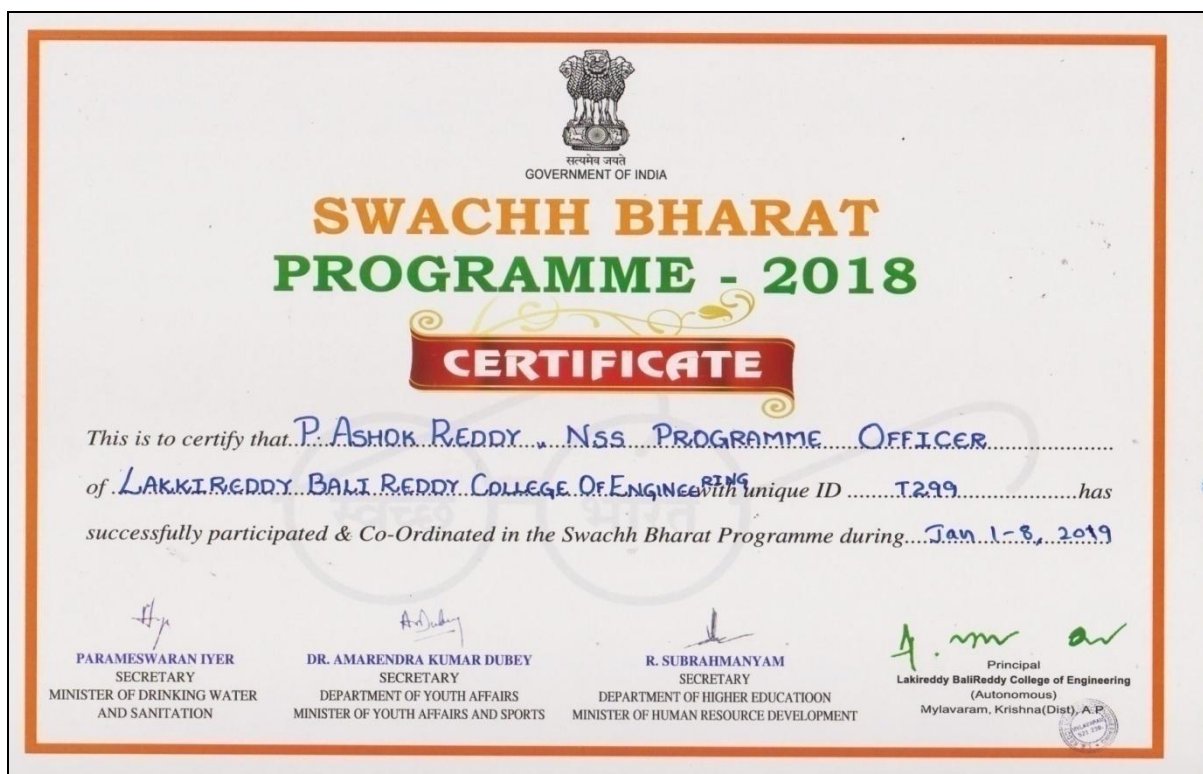 सत्यमेव जयते
GOVERNMENT OF INDIA
SWACHH BHARAT
PROGRAMME - 2018
CERTIFICATE
This is to certify that P. ASHOK REDDY, NSS PROGRAMME OFFICER
of LAKKIREDDY BALI REDDY COLLEGE OF ENGINEERING with unique ID T299 has
स्वच्छ भारत
successfully participated & Co-Ordinated in the Swachh Bharat Programme during Jan 1-8, 2019
A.Dubey
PARAMESWARAN IYER
SECRETARY
MINISTER OF DRINKING WATER
AND SANITATION
DR. AMARENDRA KUMAR DUBEY
SECRETARY
DEPARTMENT OF YOUTH AFFAIRS
MINISTER OF YOUTH AFFAIRS AND SPORTS
R. SUBRAHMANYAM
SECRETARY
DEPARTMENT OF HIGHER EDUCATIOON
MINISTER OF HUMAN RESOURCE DEVELOPMENT
Principal
Lakireddy BaliReddy College of Engineering
(Autonomous)
Mylavaram, Krishna(Dist), A.P.